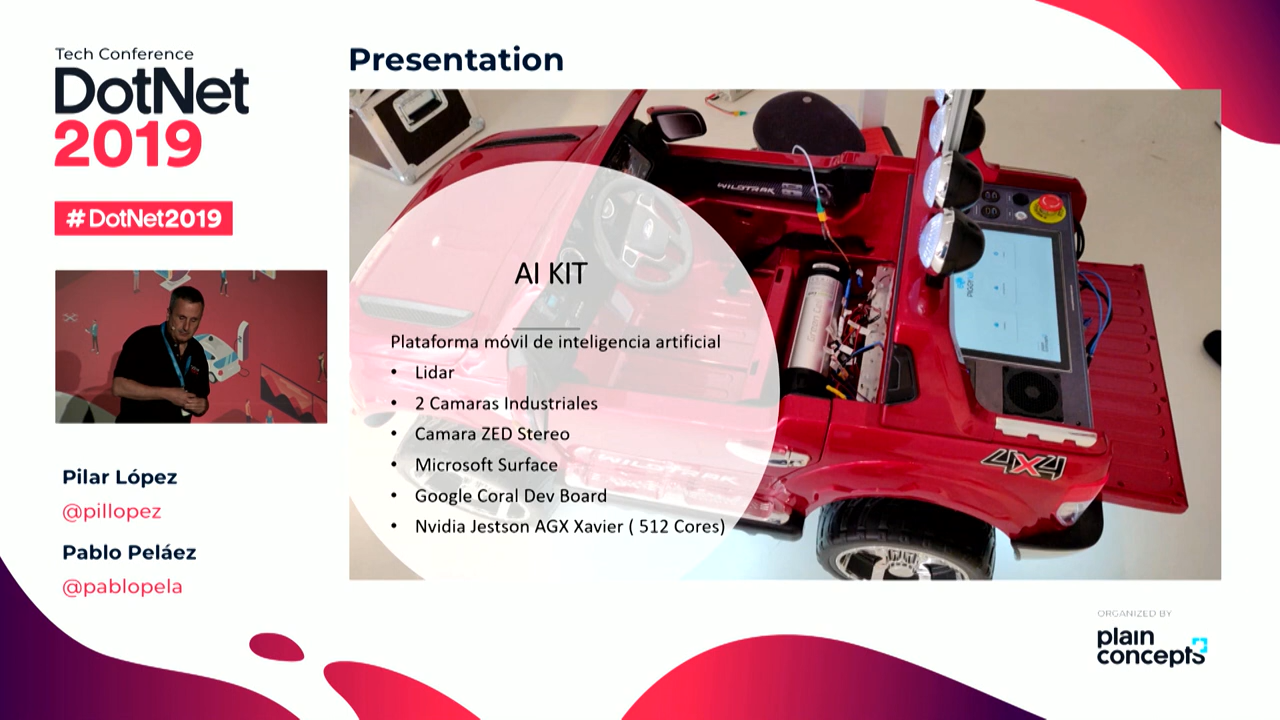 Tech Conference
DotNet
2019
#DotNet2019
Pilar López
@pillopez
Pablo Peláez
@pablopela
Presentation
AI KIT
Plataforma móvil de inteligencia artificial
• Lidar
• 2 Camaras Industriales
• Camara ZED Stereo
• Microsoft Surface
• Google Coral Dev Board
• Nvidia Jestson AGX Xavier ( 512 Cores)
WILDTRAK
4X4
ORGANIZED BY
plain
concepts